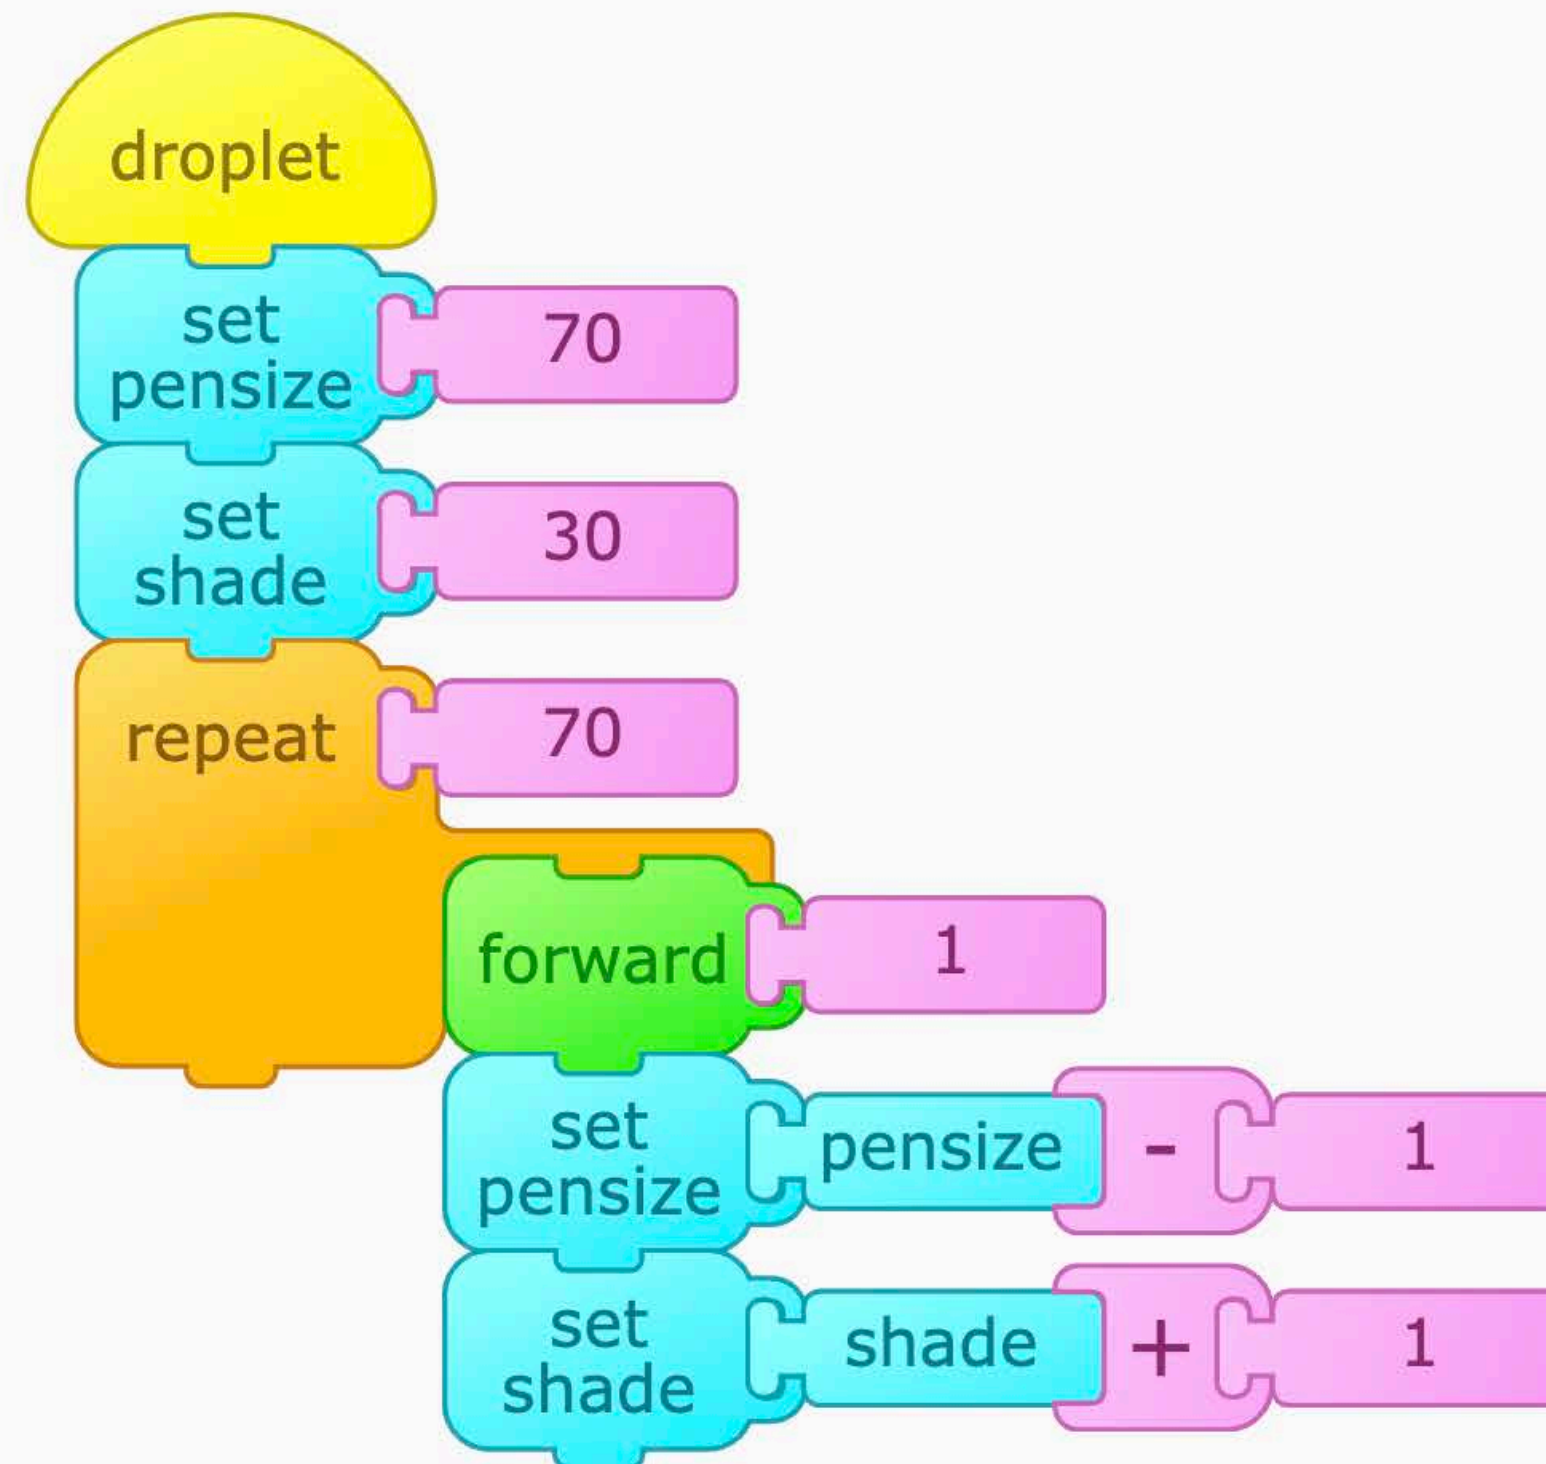 droplet
set
pensize
70
set
shade
30
repeat
70
forward
1
set
pensize
pensize
-
1
set
shade
shade
+
1